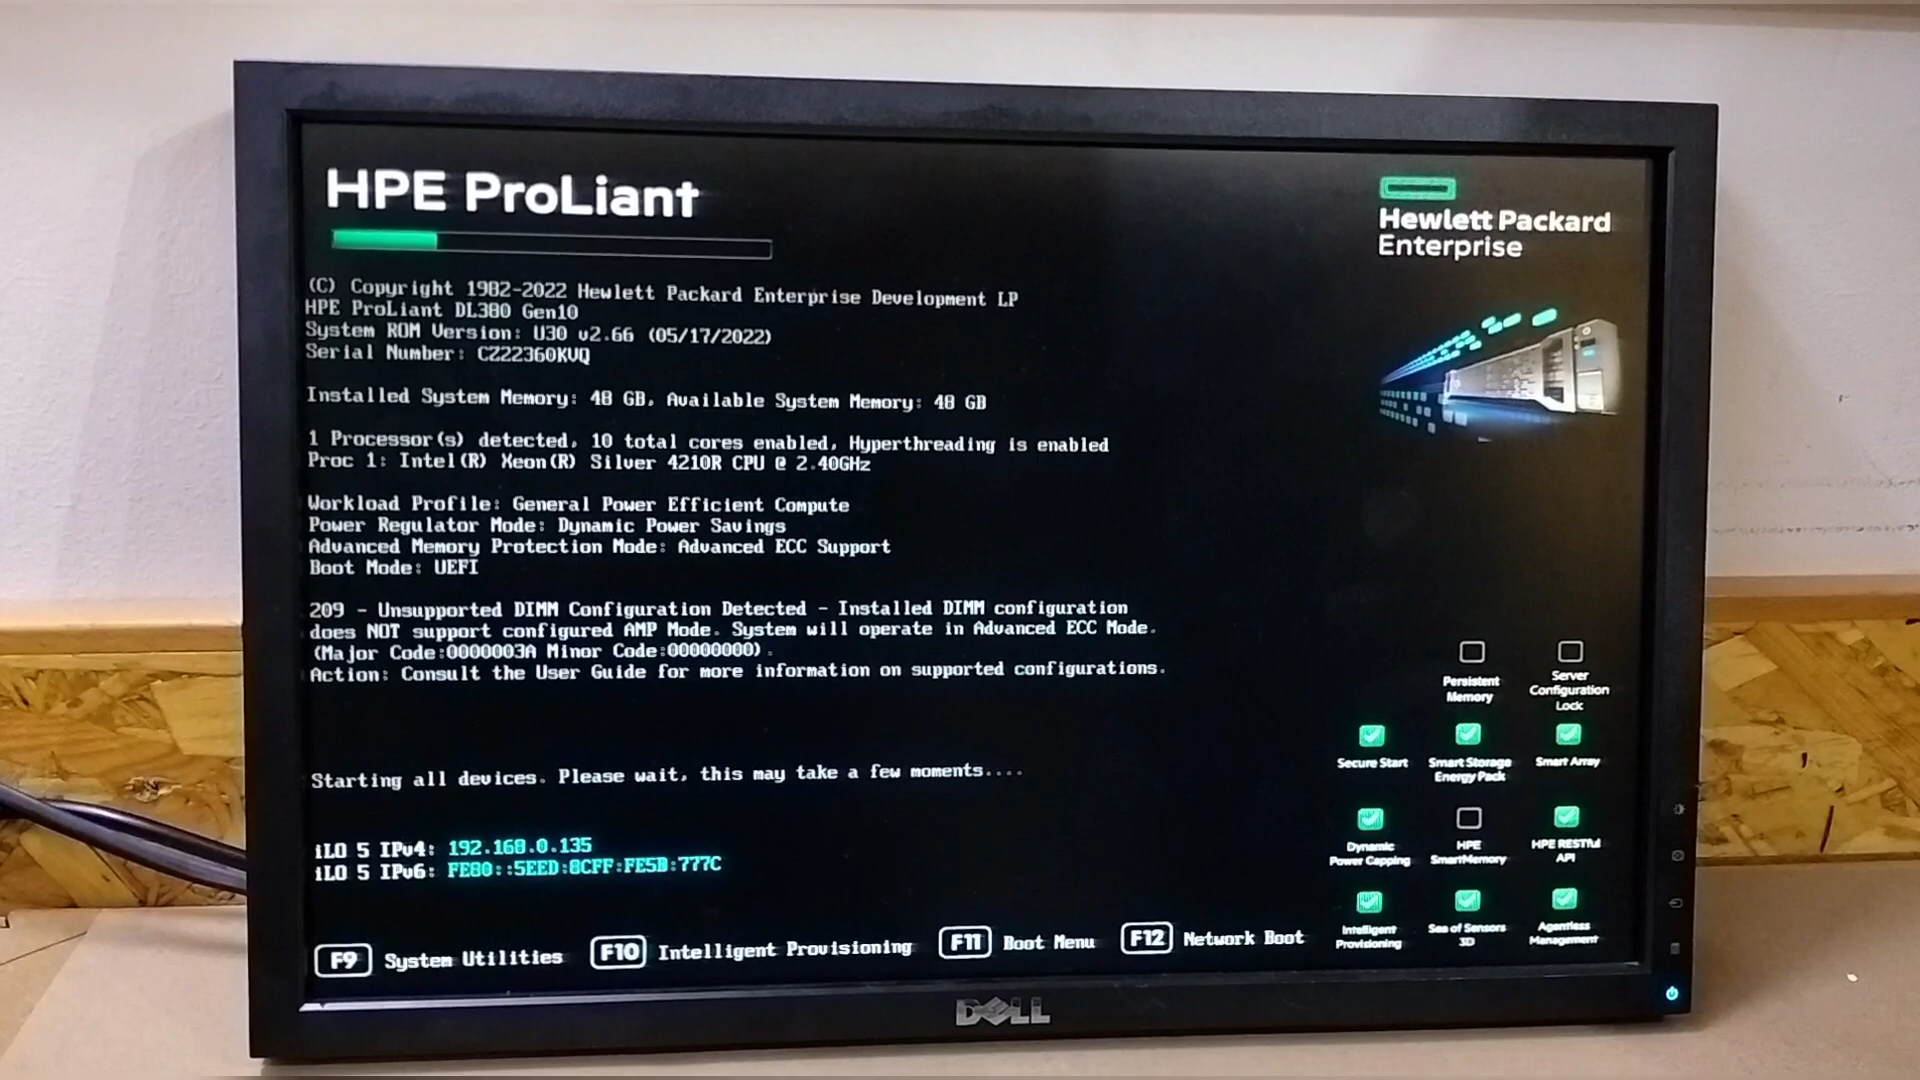 HPE ProLiant
Hewlett Packard
Enterprise
(C) Copyright 1982-2022 Hewlett Packard Enterprise Development LP
HPE ProLiant DL380 Gen10
System ROM Version: U30 v2.66 (05/17/2022)
Serial Number: CZ22360KVQ
Installed System Memory: 48 GB, Available System Memory: 48 GB
1 Processor(s) detected, 10 total cores enabled, Hyperthreading is enabled
Proc 1: Intel(R) Xeon(R) Silver 4210R CPU @ 2.40GHz
Workload Profile: General Power Efficient Compute
Power Regulator Mode: Dynamic Power Savings
Advanced Memory Protection Mode: Advanced ECC Support
Boot Mode: UEFI
209 - Unsupported DIMM Configuration Detected - Installed DIMM configuration
does NOT support configured AMP Mode. System will operate in Advanced ECC Mode.
(Major Code:0000003A Minor Code:00000000).
Action: Consult the User Guide for more information on supported configurations.
Starting all devices. Please wait, this may take a few moments....
iLO 5 IPv4: 192.168.0.135
iLO 5 IPv6: FE80::5EED:8CFF:FE5B:777C
Persistent
Memory
Server
Configuration
Lock
Secure Start
Smart Storage
Energy Pack
Smart Array
Dynamic
Power Capping
HPE
SmartMemory
HPE RESTful
API
Intelligent
Provisioning
Sea of Sensors
3D
Agentless
Management
F9 System Utilities F10 Intelligent Provisioning F11 Boot Menu F12 Network Boot
DELL